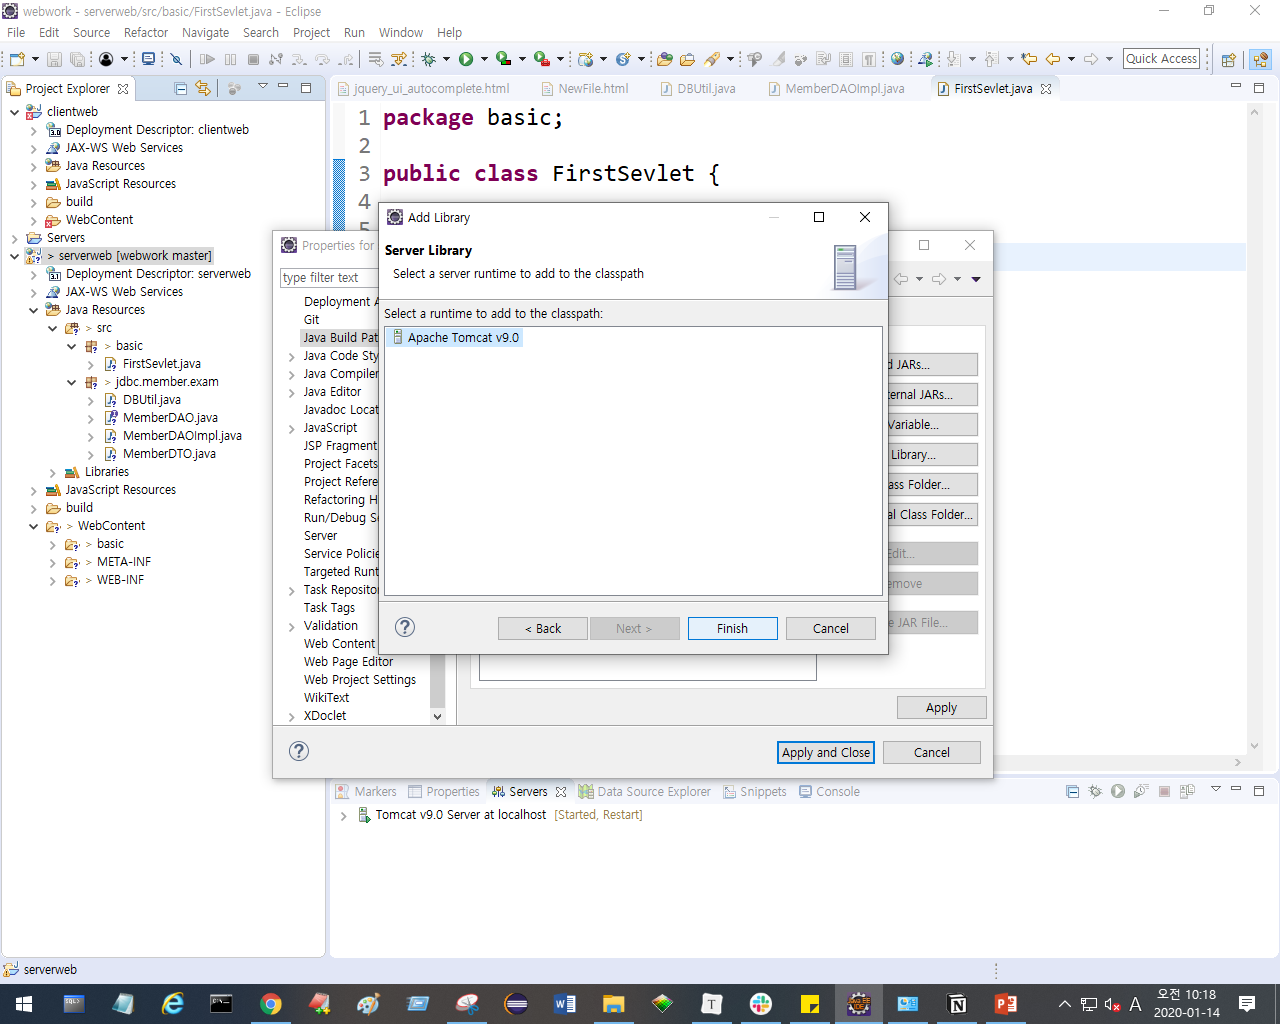 webwork - serverweb/src/basic/FirstSevlet.java - Eclipse
File Edit Source Refactor Navigate Search Project Run Window Help
Quick Access
Project Explorer
clientweb
Deployment Descriptor: clientweb
JAX-WS Web Services
Java Resources
JavaScript Resources
build
WebContent
Servers
> serverweb [webwork master]
Deployment Descriptor: serverweb
JAX-WS Web Services
Java Resources
> src
> basic
FirstSevlet.java
> jdbc.member.exam
DBUtil.java
MemberDAO.java
MemberDAOImpl.java
MemberDTO.java
Libraries
JavaScript Resources
build
> WebContent
> basic
> META-INF
> WEB-INF
jquery_ui_autocomplete.html NewFile.html DBUtil.java MemberDAOImpl.java FirstSevlet.java
1 package basic;
2
3 public class FirstSevlet {
4
Properties for
type filter text
Deployment A
Git
Java Build Pat
Java Code Sty
Java Compiler
Java Editor
Javadoc Locat
JavaScript
JSP Fragment
Project Facets
Project Refere
Refactoring H
Run/Debug Se
Server
Service Policie
Targeted Runt
Task Reposito
Task Tags
Validation
Web Content
Web Page Editor
Web Project Settings
WikiText
XDoclet
d JARs...
ernal JARs...
Variable...
Library...
ass Folder...
al Class Folder...
Edit...
emove
e JAR File...
Apply
Apply and Close Cancel
Add Library
Server Library
Select a server runtime to add to the classpath
Select a runtime to add to the classpath:
Apache Tomcat v9.0
< Back Next > Finish Cancel
Markers Properties Servers Data Source Explorer Snippets Console
Tomcat v9.0 Server at localhost [Started, Restart]
serverweb
A 오전 10:18
2020-01-14